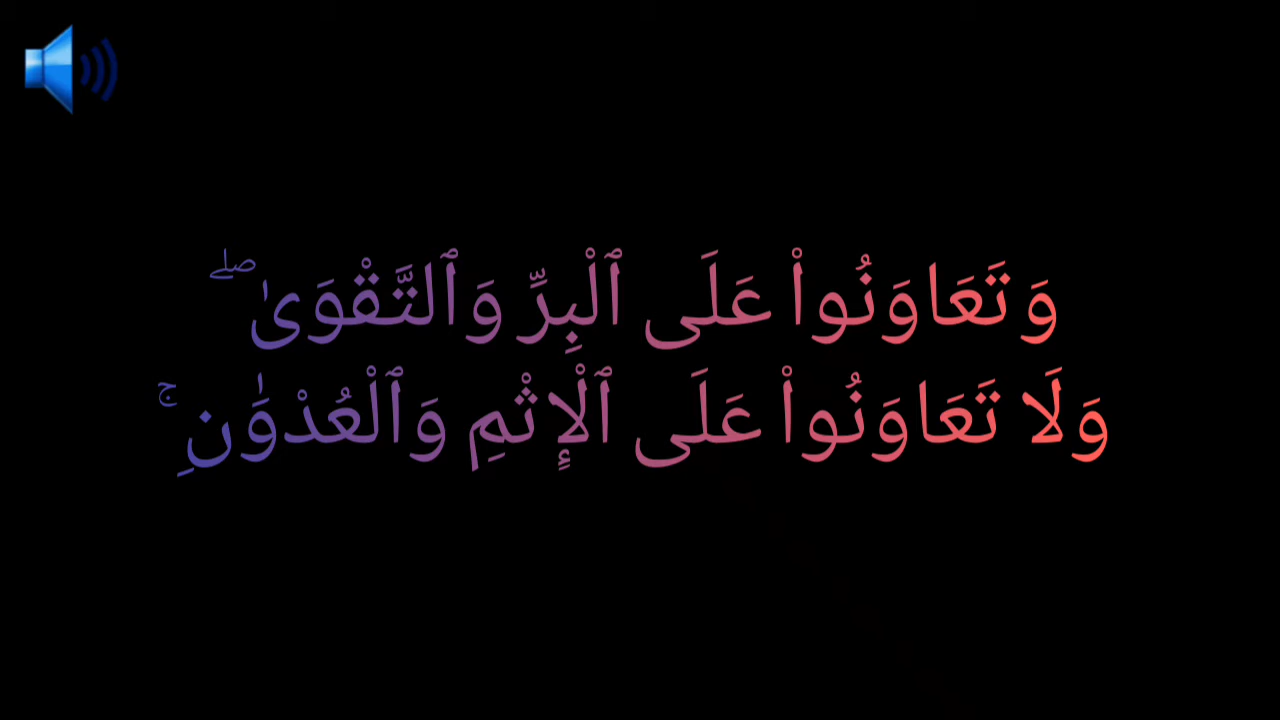 وَتَعَاوَنُوا۟ عَلَى ٱلْبِرِّ وَٱلتَّقْوَىٰ ۖ
وَلَا تَعَاوَنُوا۟ عَلَى ٱلْإِثْمِ وَٱلْعُدْوَٰنِ ۚ